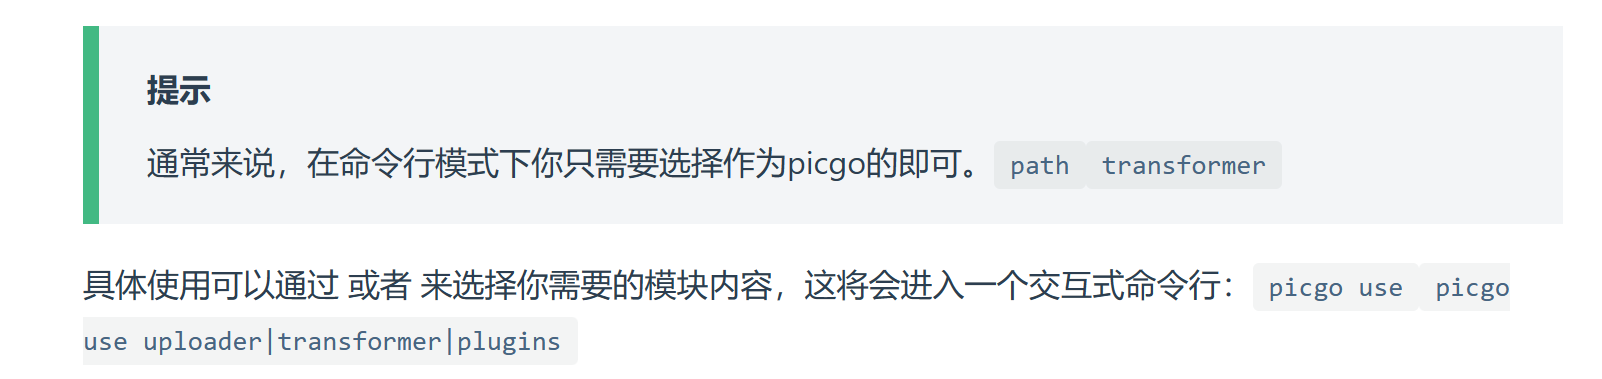 提示
通常来说，在命令行模式下你只需要选择作为picgo的即可。 path transformer
具体使用可以通过 或者 来选择你需要的模块内容，这将会进入一个交互式命令行： picgo use picgo
use uploader|transformer|plugins